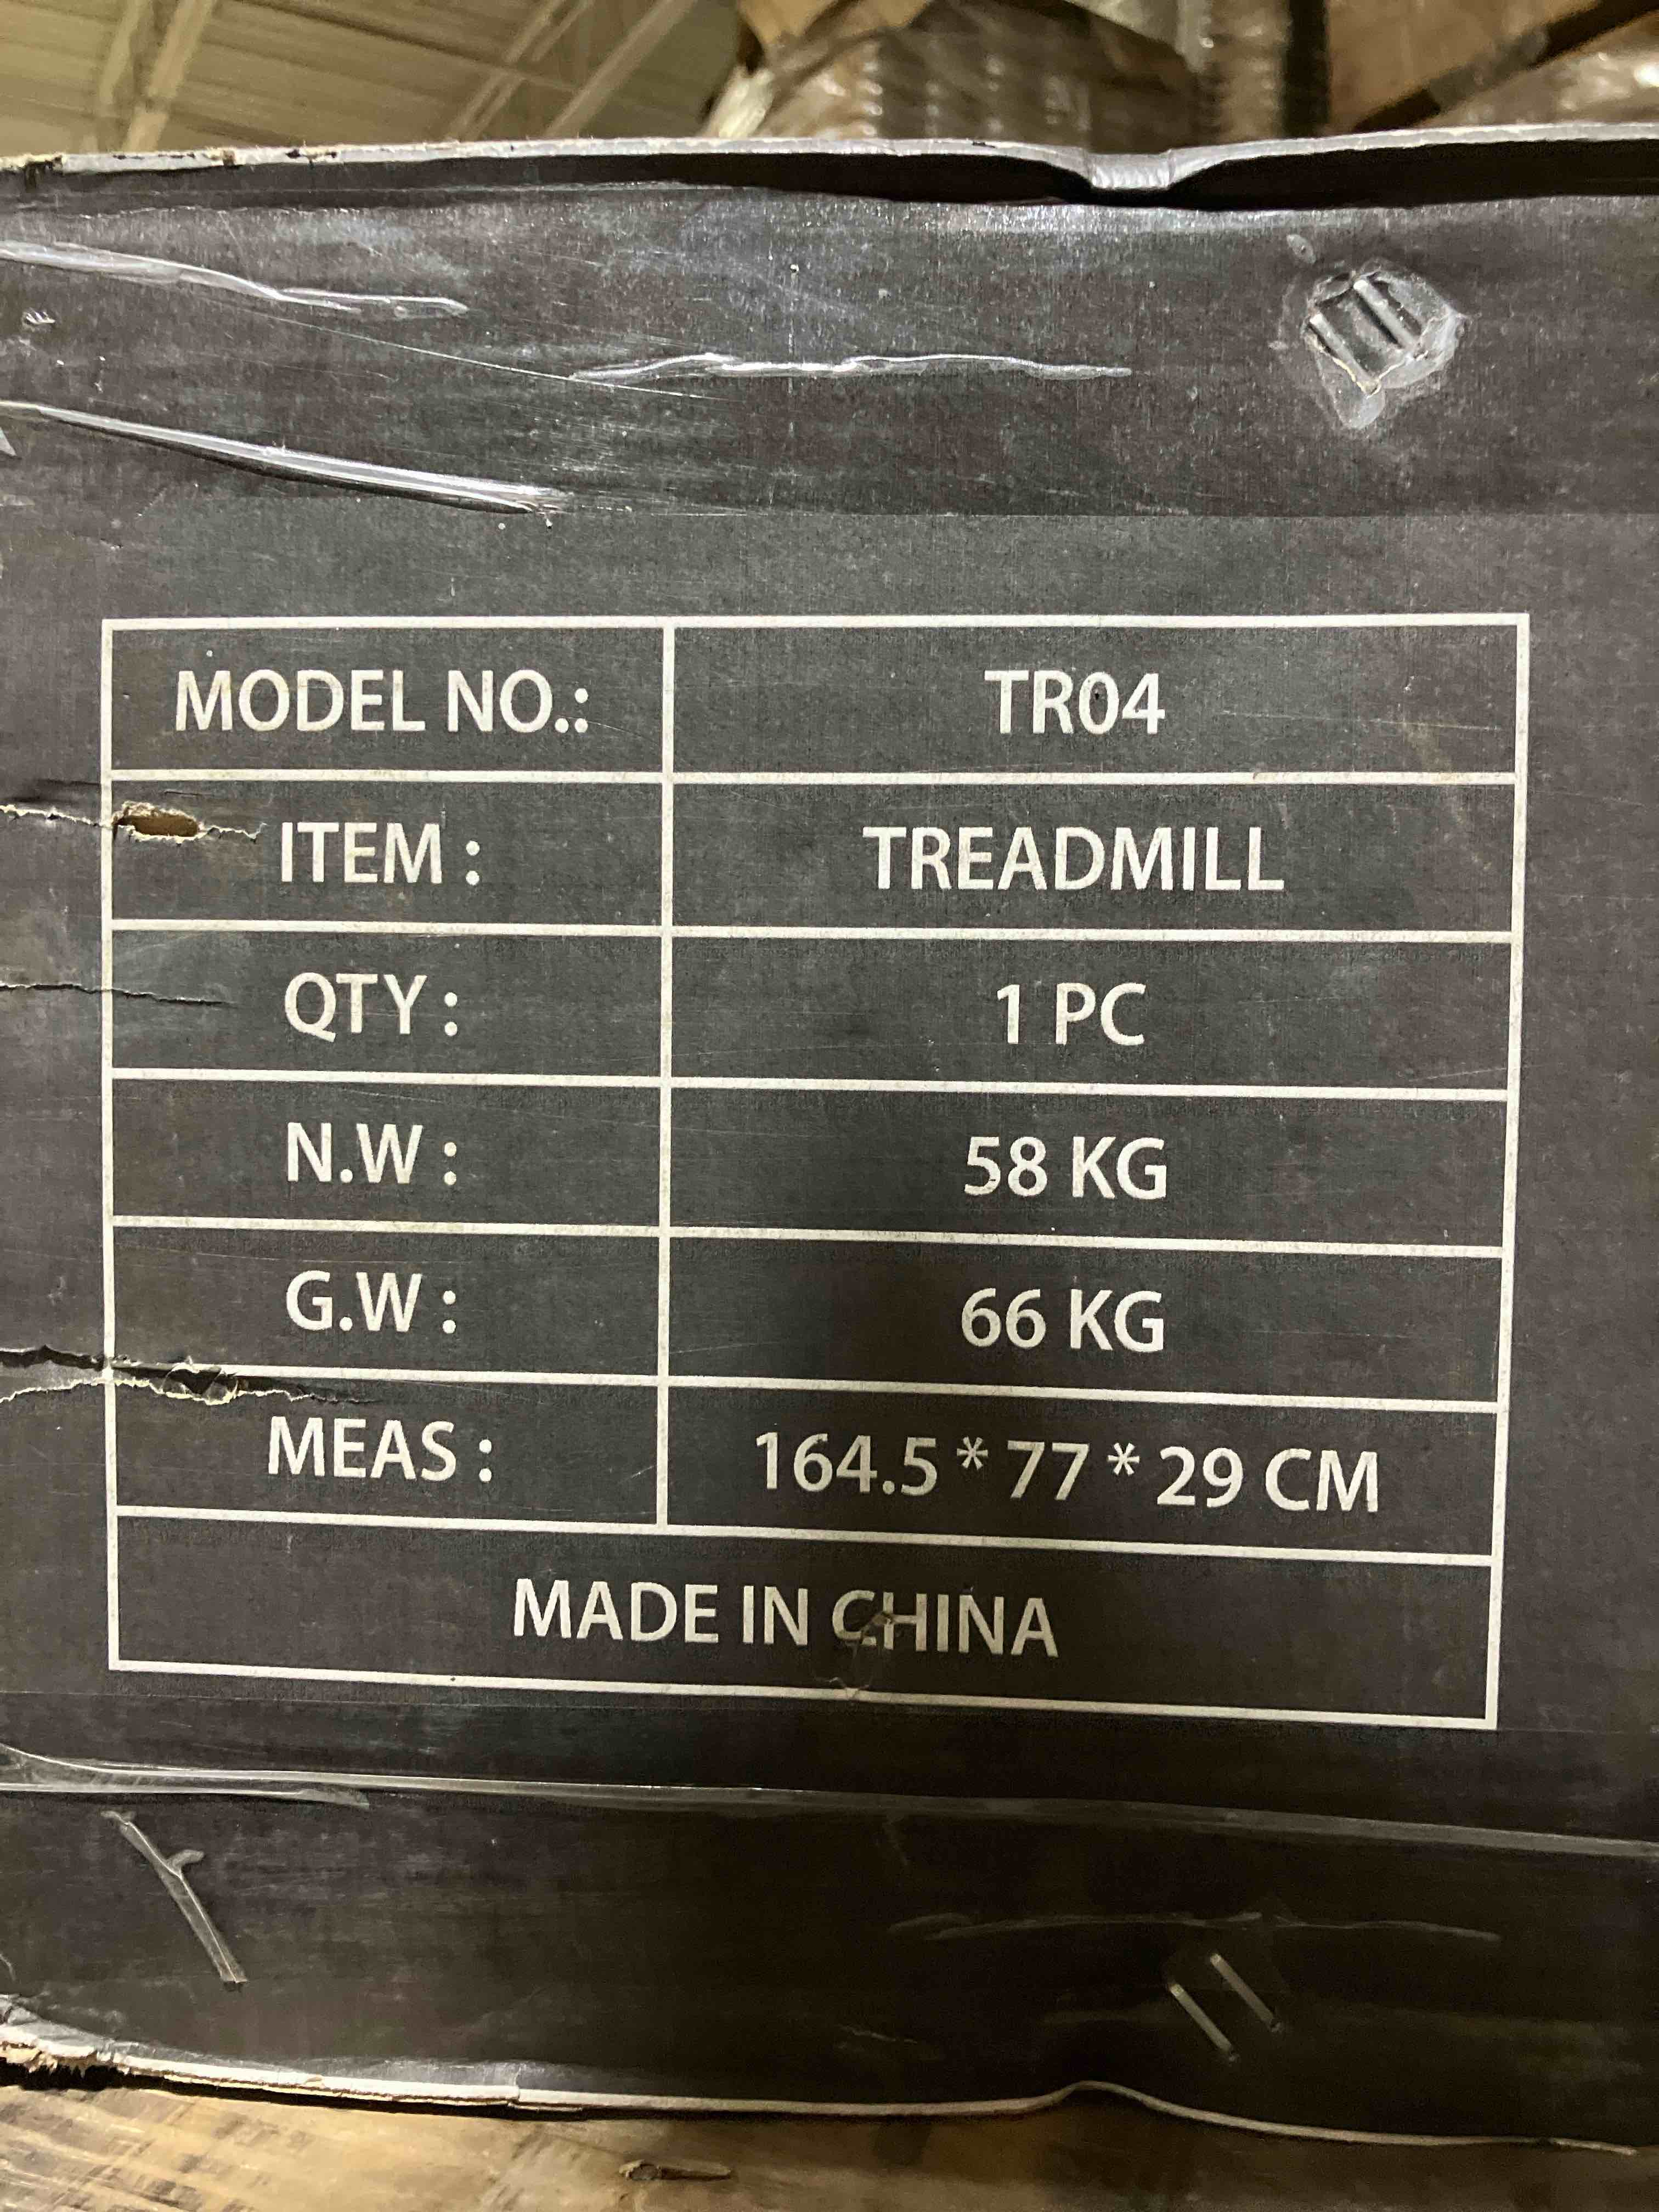 MODEL NO.: TR04
ITEM : TREADMILL
QTY : 1 PC
N.W : 58 KG
G.W : 66 KG
MEAS : 164.5 * 77 * 29 CM
MADE IN CHINA